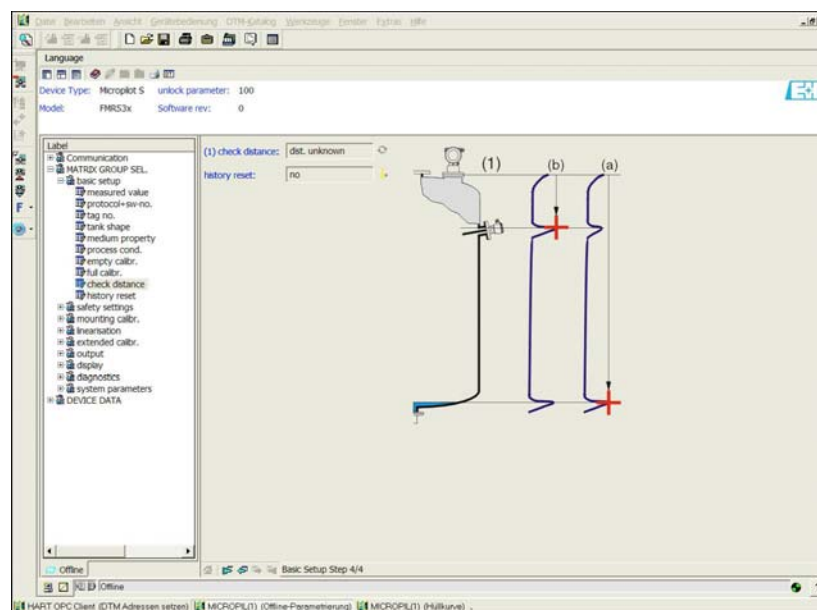 Datei Bearbeiten Ansicht Gerätebedienung DTM-Katalog Werkzeuge Fenster Extras Hilfe
Language
Device Type: Micropilot S unlock parameter: 100
Model: FMR53x Software rev: 0
E+H
Label
Communication
MATRIX GROUP SEL.
basic setup
measured value
protocol+sw-no.
tag no.
tank shape
medium property
process cond.
empty calibr.
full calibr.
check distance
history reset
safety settings
mounting calibr.
linearisation
extended calibr.
output
display
diagnostics
system parameters
DEVICE DATA
(1) check distance: dist. unknown
history reset: no
(1) (b) (a)
F
Offline
Basic Setup Step 4/4
Offline
HART OPC Client (DTM Adressen setzen) MICROPIL(1) (Offline-Parametrierung) MICROPIL(1) (Hüllkurve)